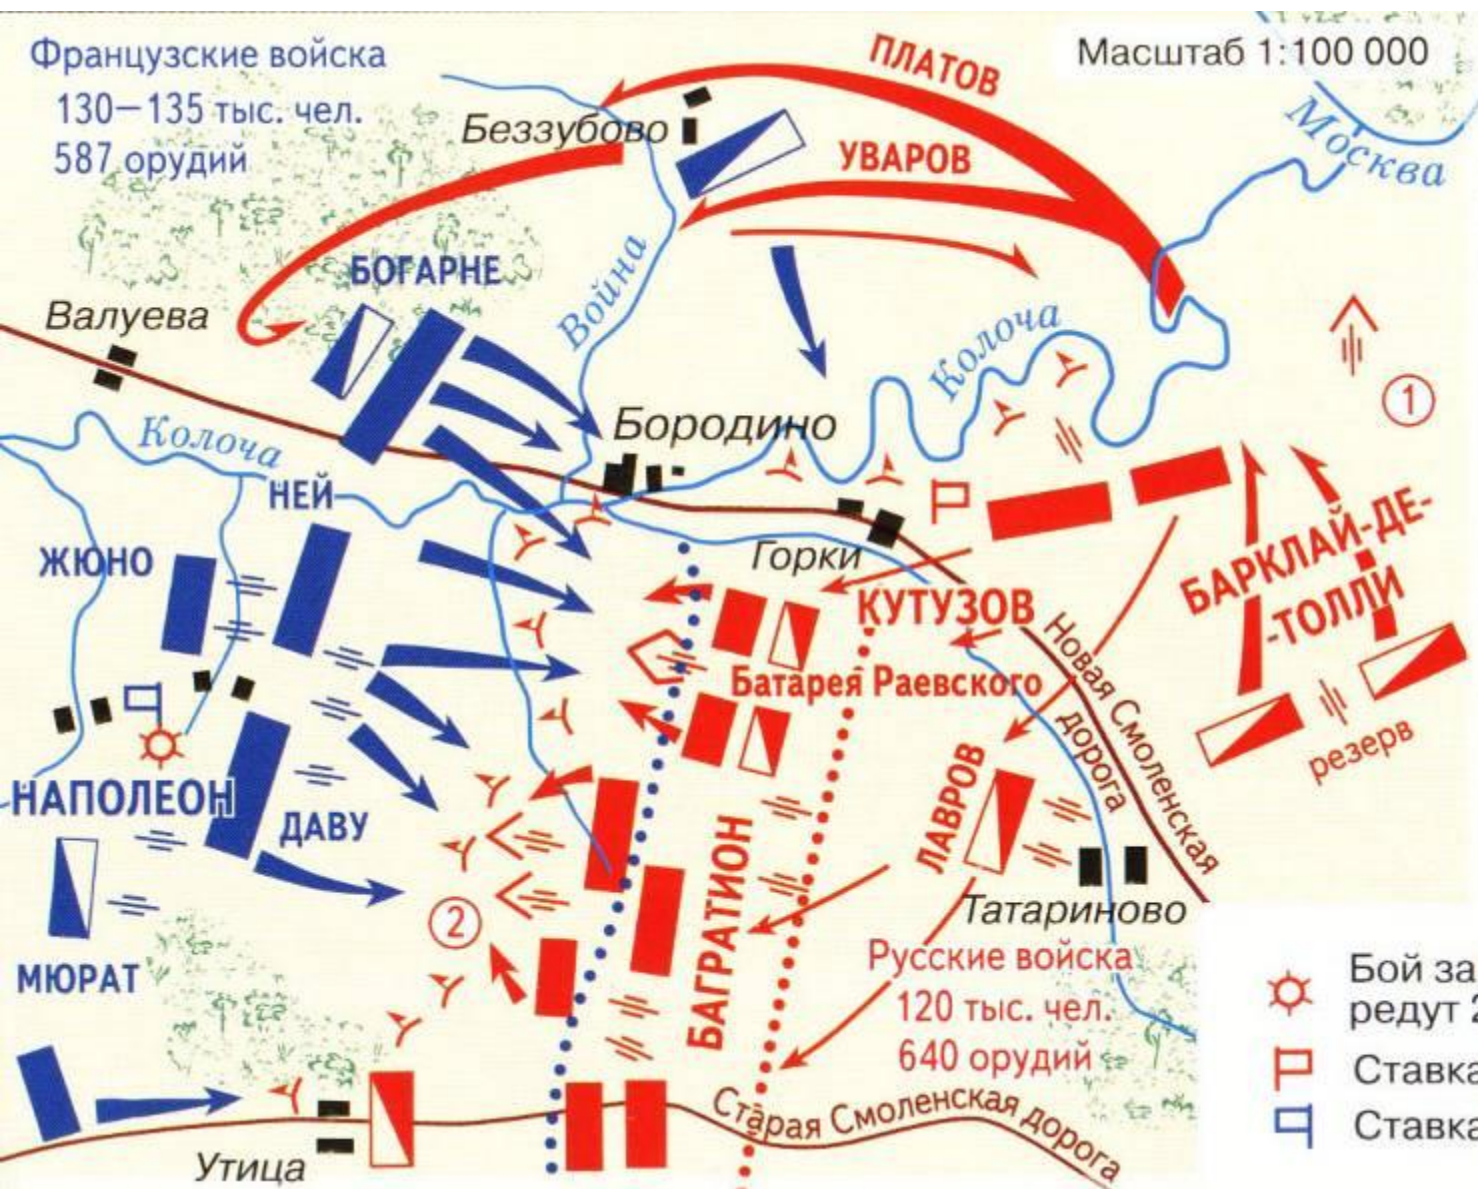 Французские войска
130–135 тыс. чел.
587 орудий
Масштаб 1:100 000
ПЛАТОВ
Москва
Беззубово
УВАРОВ
БОГАРНЕ
Война
Валуева
Колоча
1
Колоча
Бородино
НЕЙ
Горки
БАРКЛАЙ-ДЕ-
-ТОЛЛИ
ЖЮНО
КУТУЗОВ
Батарея Раевского
Новая Смоленская
дорога
резерв
НАПОЛЕОН
ДАВУ
БАГРАТИОН
ЛАВРОВ
2
Татариново
МЮРАТ
Русские войска
120 тыс. чел.
640 орудий
Старая Смоленская дорога
Утица
Бой за
редут 2
Ставка
Ставка